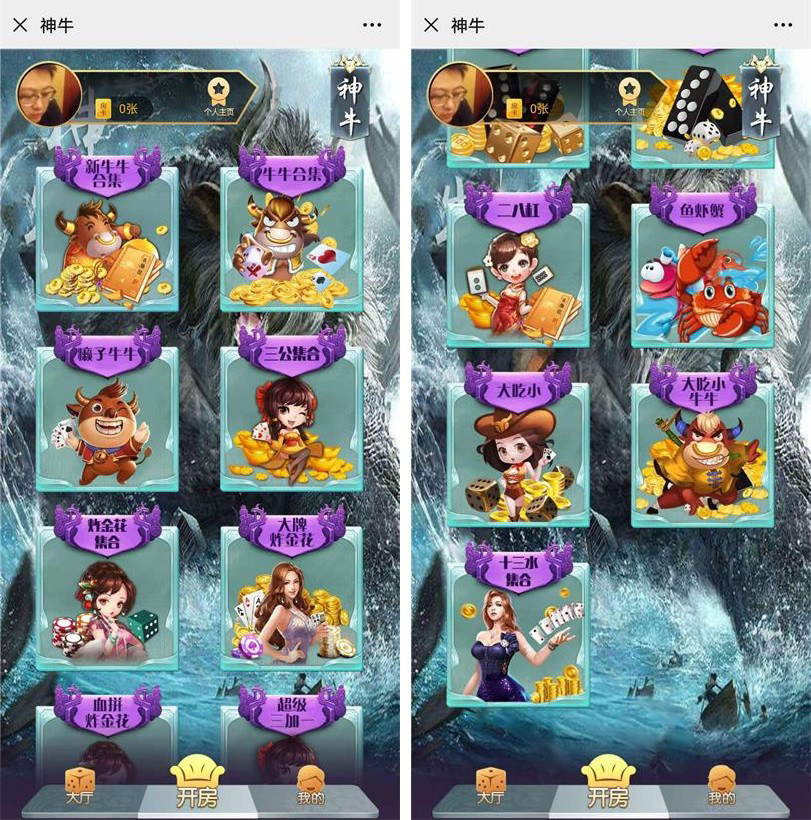 神牛
房卡
0张
个人主页
神牛
新牛牛
合集
牛牛合集
癞子牛牛
三公集合
炸金花
集合
大牌
炸金花
血拼
炸金花
超级
三加一
大厅
开房
我的
神牛
房卡
0张
个人主页
神牛
二八杠
鱼虾蟹
大吃小
大吃小
牛牛
十三水
集合
大厅
开房
我的